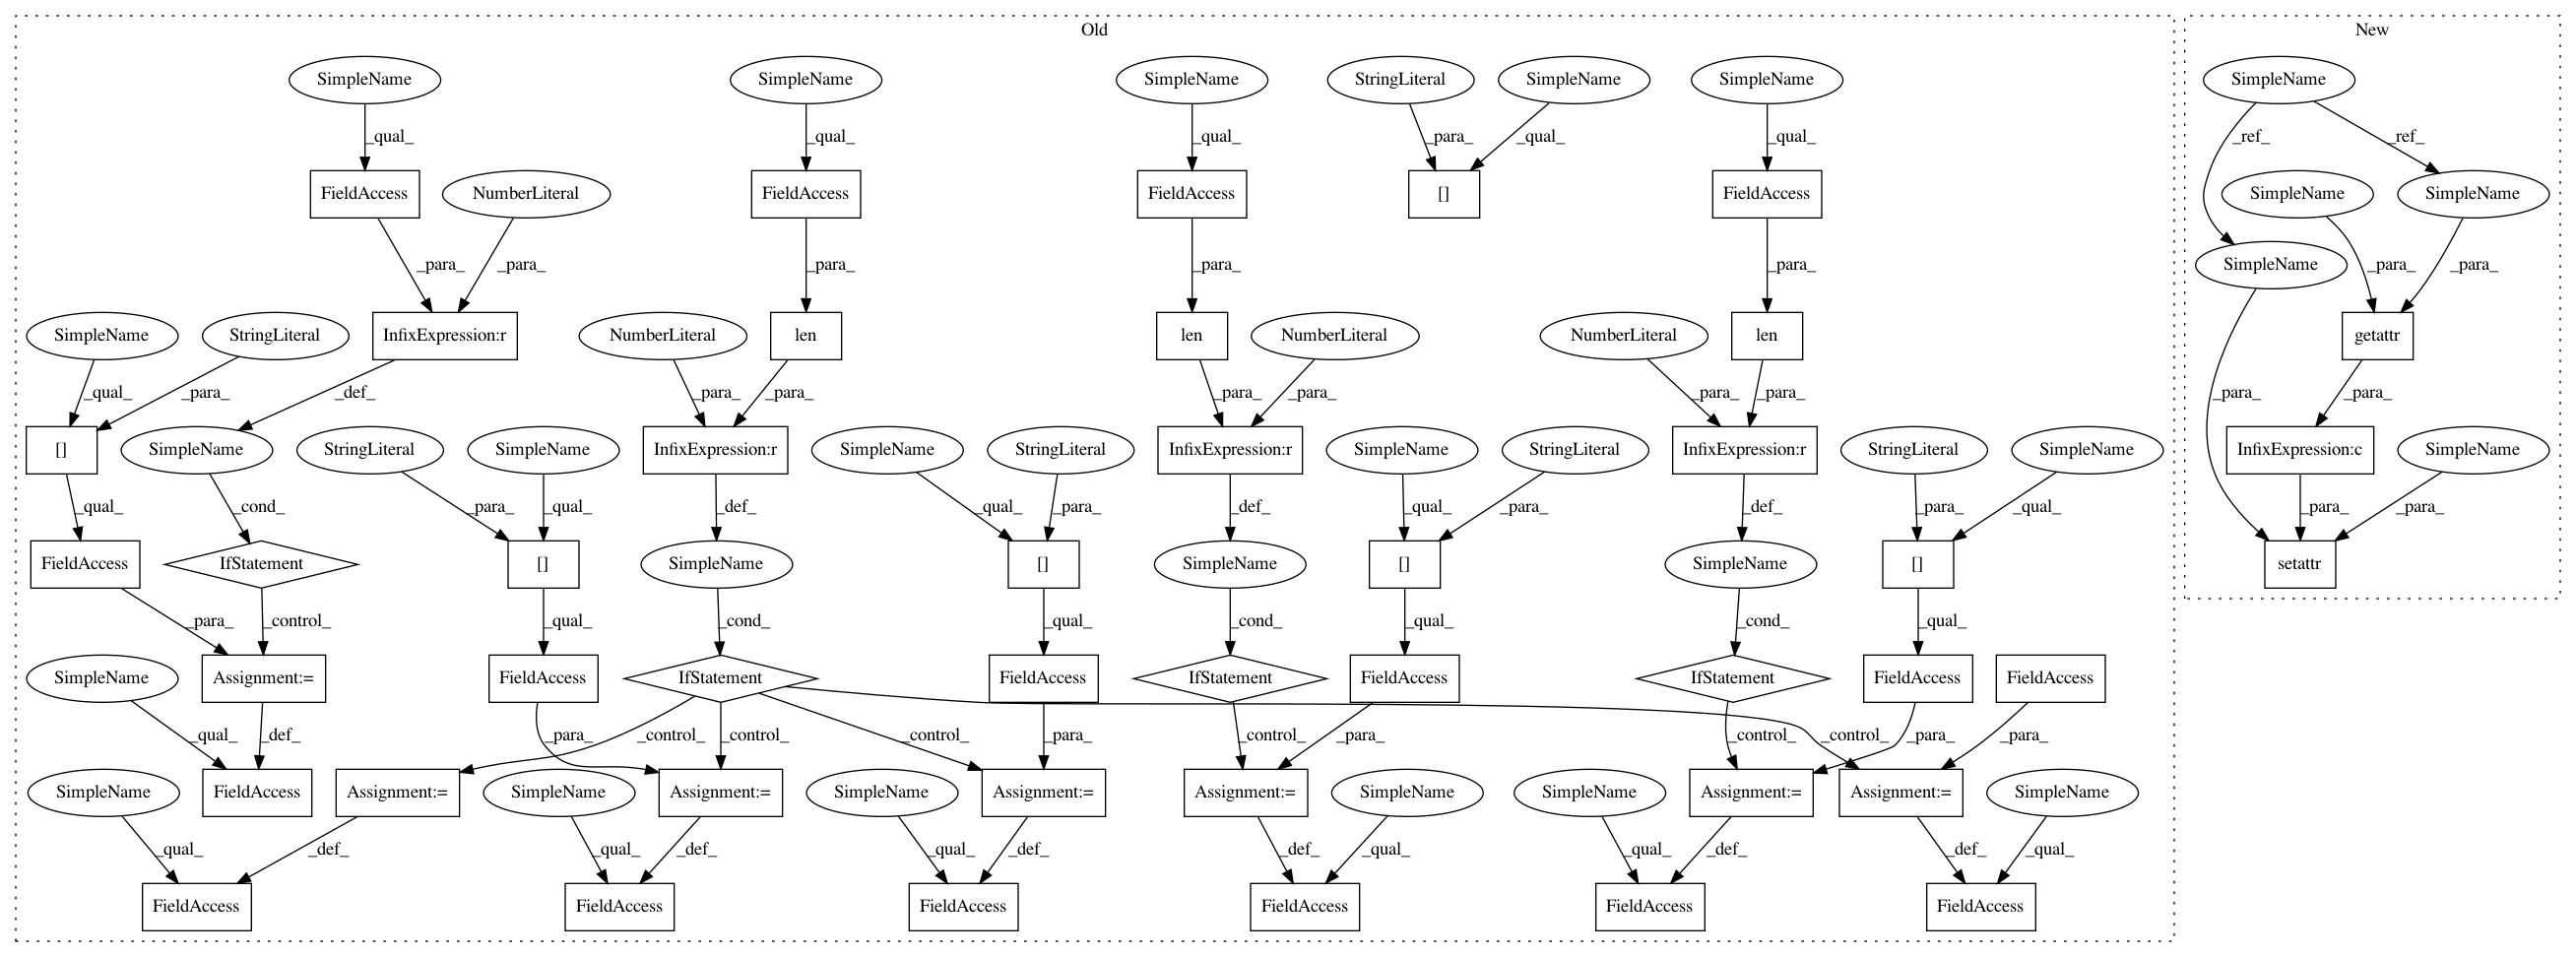 Old
New
SimpleName
SimpleName
SimpleName
StringLiteral
SimpleName
SimpleName
SimpleName
_qual_
_qual_
_qual_
_para_
_qual_
_qual_
_ref_
_ref_
FieldAccess
NumberLiteral
FieldAccess
FieldAccess
[]
FieldAccess
SimpleName
SimpleName
_para_
_para_
_para_
_para_
_para_
SimpleName
_para_
_para_
SimpleName
StringLiteral
InfixExpression:r
NumberLiteral
len
len
NumberLiteral
NumberLiteral
len
getattr
_qual_
_para_
_def_
_para_
_para_
_para_
_para_
_para_
_para_
_para_
_para_
[]
SimpleName
StringLiteral
SimpleName
InfixExpression:r
SimpleName
StringLiteral
InfixExpression:r
SimpleName
StringLiteral
InfixExpression:r
StringLiteral
SimpleName
InfixExpression:c
SimpleName
_qual_
_cond_
_para_
_qual_
_def_
_qual_
_para_
_def_
_qual_
_para_
_def_
_para_
_qual_
_para_
_para_
FieldAccess
IfStatement
[]
SimpleName
[]
SimpleName
[]
SimpleName
[]
setattr
_para_
_control_
_qual_
_cond_
_qual_
_cond_
_qual_
_cond_
_qual_
SimpleName
Assignment:=
FieldAccess
IfStatement
FieldAccess
IfStatement
FieldAccess
IfStatement
FieldAccess
FieldAccess
_qual_
_def_
_control_
_para_
_control_
_control_
_para_
_control_
_para_
_control_
_control_
_para_
_para_
SimpleName
FieldAccess
Assignment:=
SimpleName
Assignment:=
SimpleName
Assignment:=
Assignment:=
SimpleName
SimpleName
Assignment:=
Assignment:=
SimpleName
_qual_
_def_
_qual_
_def_
_qual_
_def_
_def_
_qual_
_qual_
_def_
_def_
_qual_
FieldAccess
FieldAccess
FieldAccess
FieldAccess
FieldAccess
FieldAccess